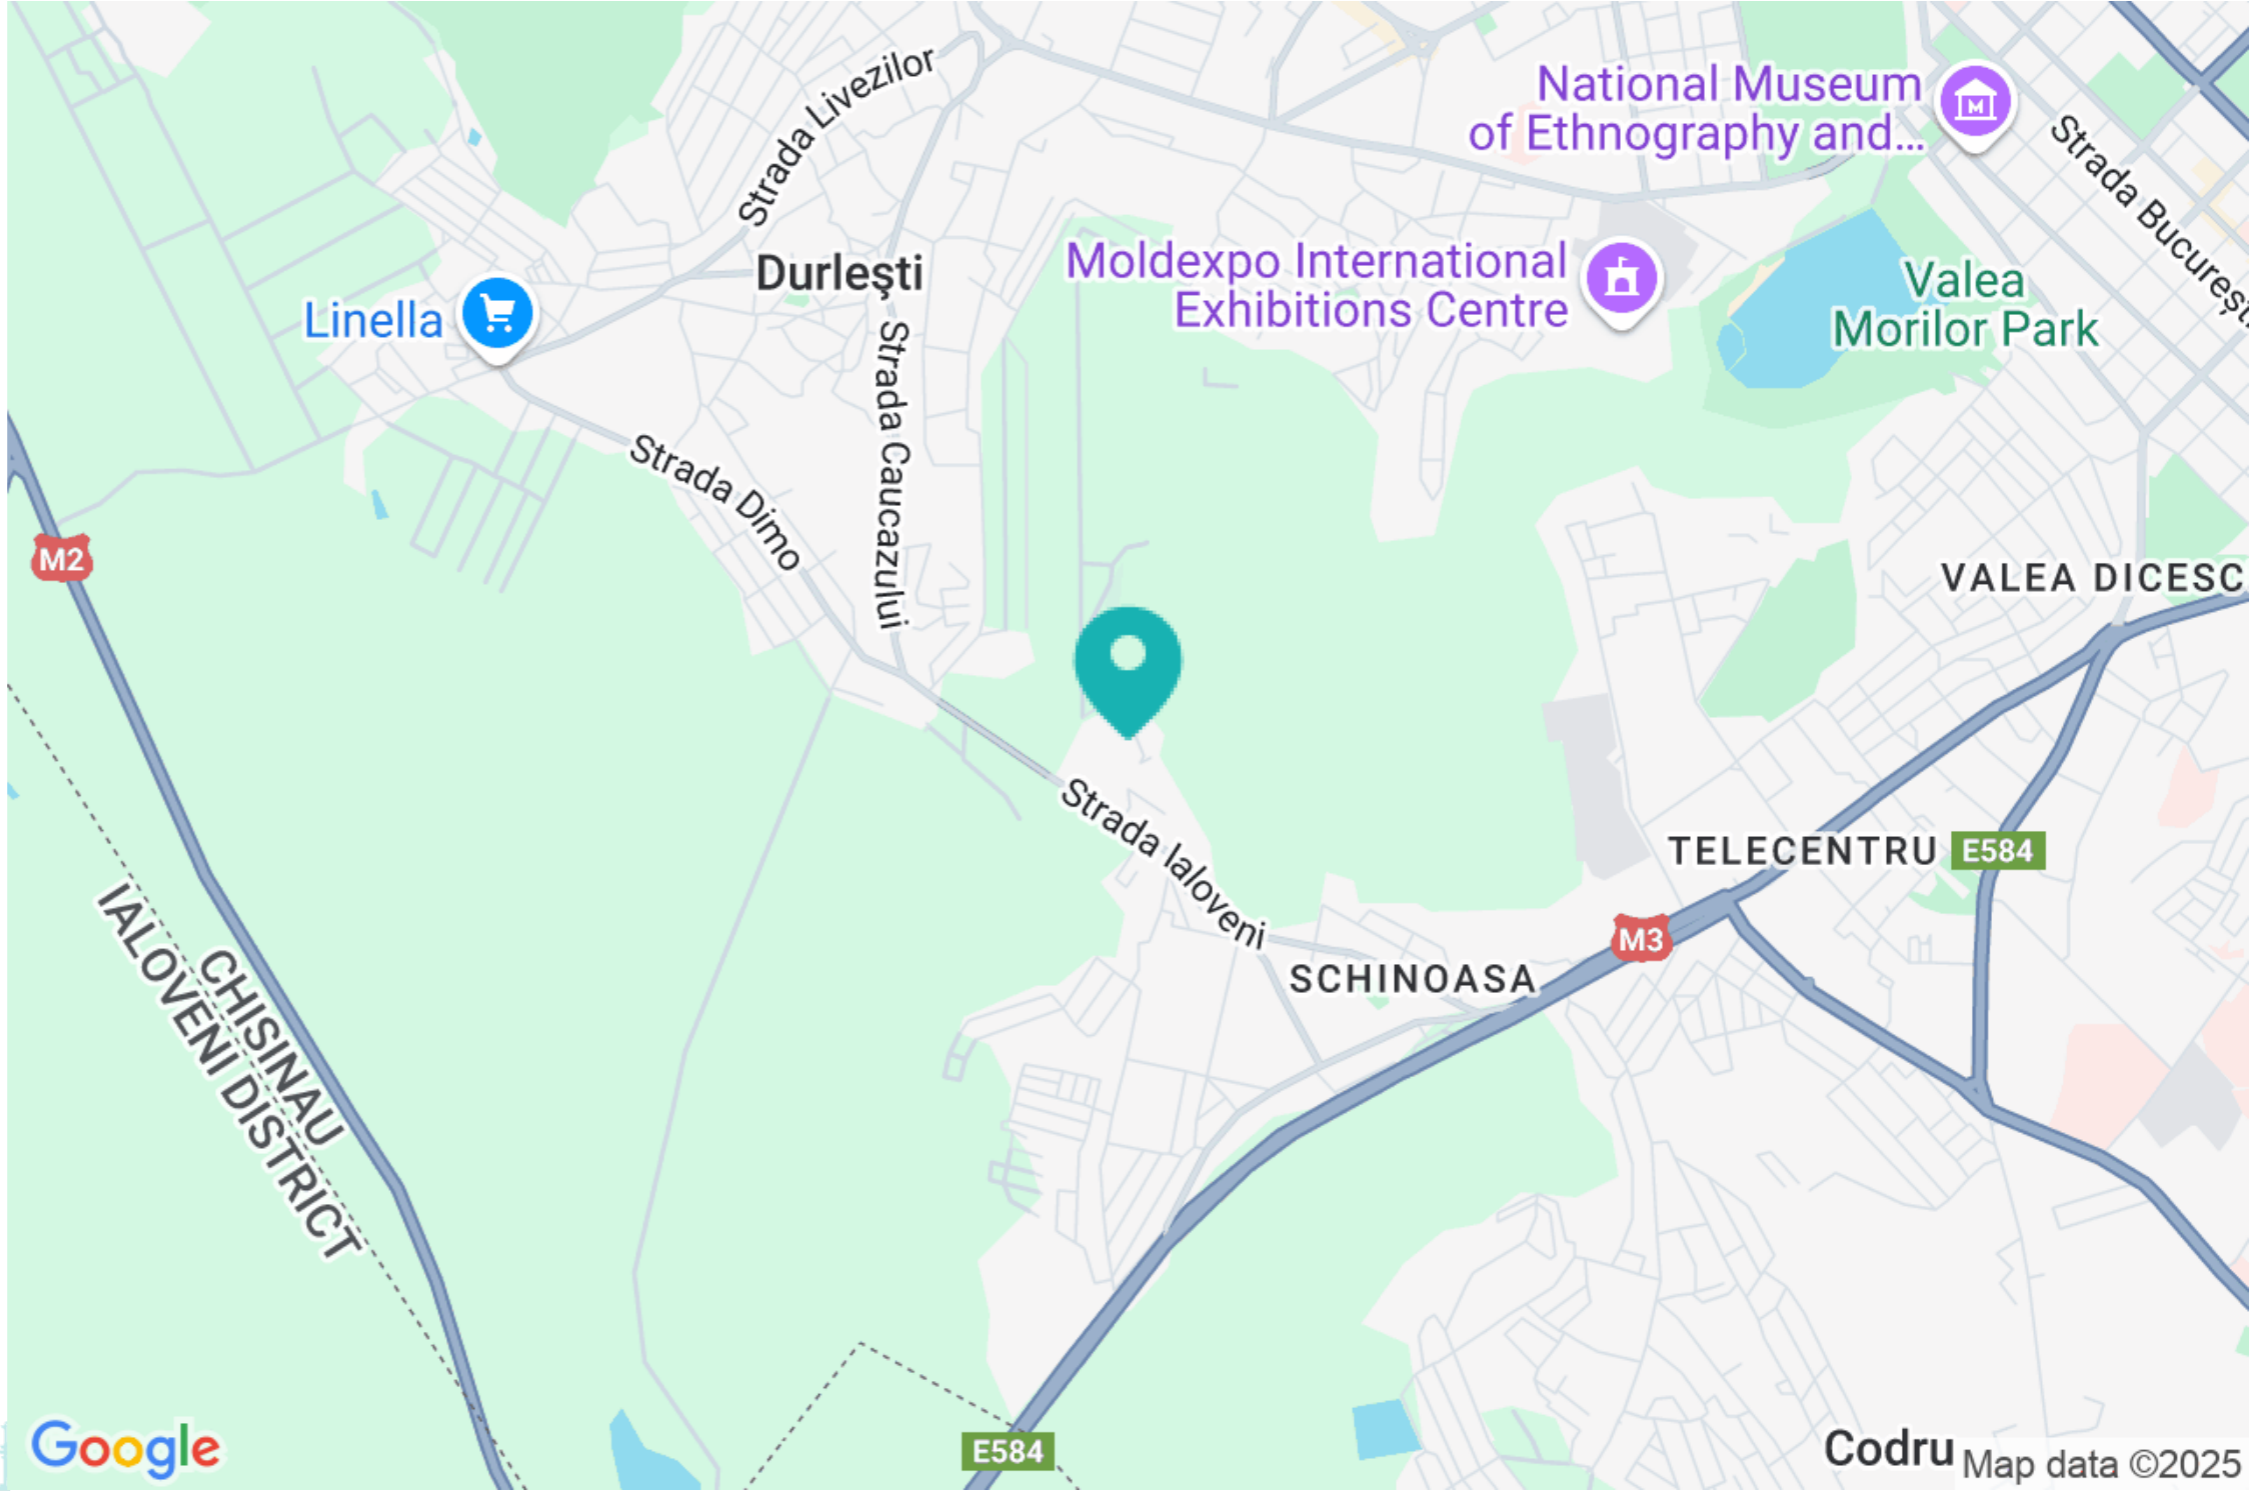 Strada Livezilor
National Museum
of Ethnography and...
Strada Bucureșt
Durleşti
Moldexpo International
Exhibitions Centre
Valea
Morilor Park
Linella
Strada Caucazului
Strada Dimo
M2
VALEA DICESC
Strada Ialoveni
TELECENTRU
E584
M3
SCHINOASA
CHISINAU
IALOVENI DISTRICT
Google
E584
Codru
Map data ©2025